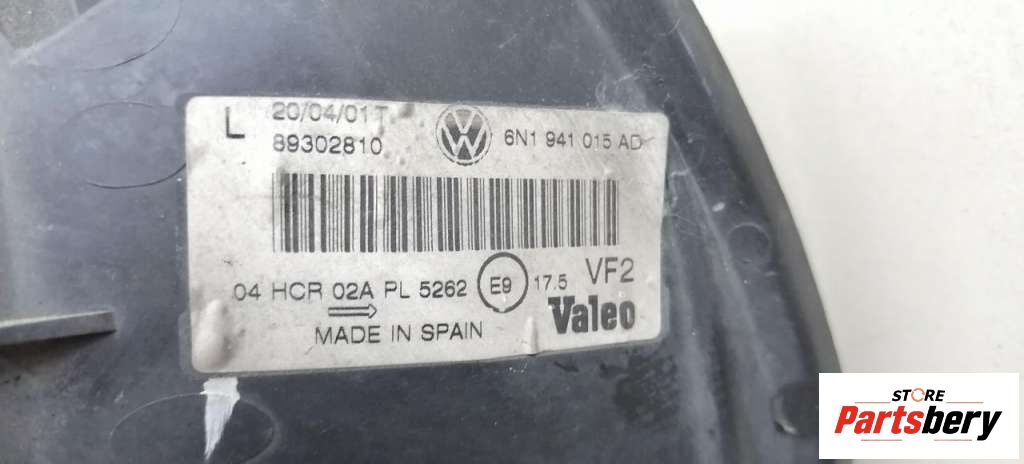 L 20/04/01T
89302810
VW
6N1 941 015 AD
04 HCR 02A PL 5262 E9 17.5 VF2
MADE IN SPAIN
Valeo
STORE
Partsbery